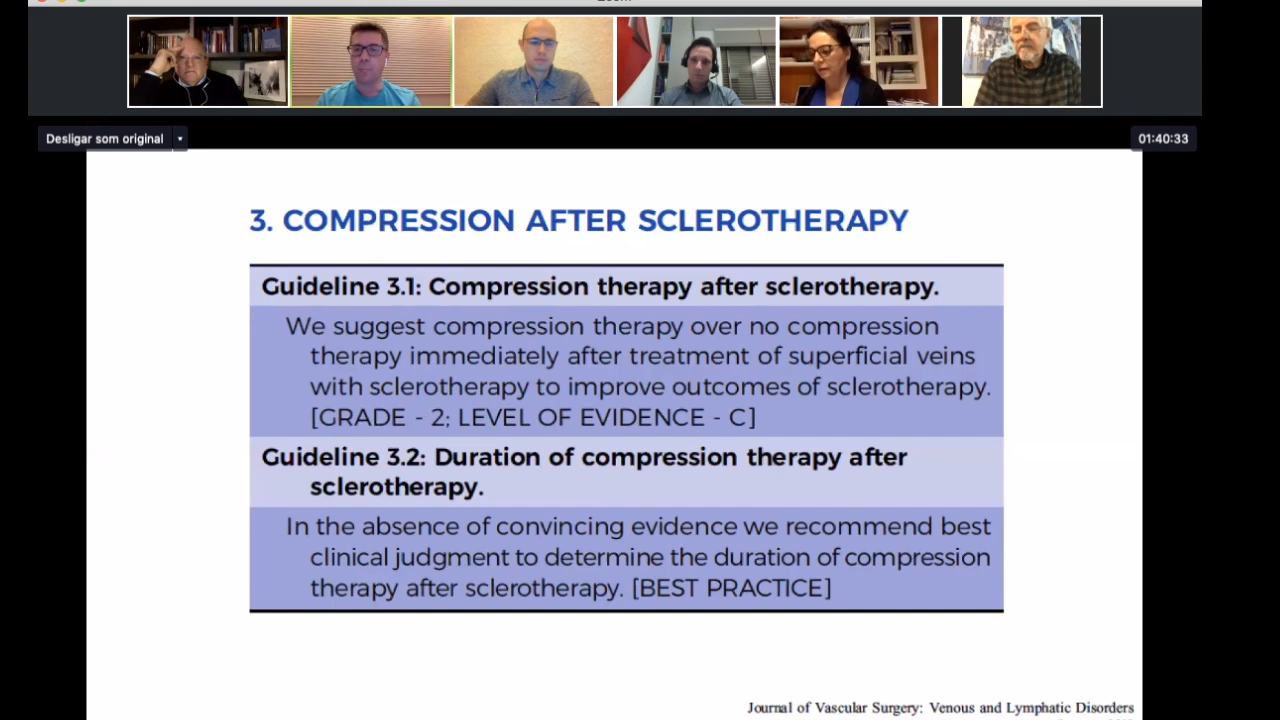 Desligar som original
01:40:33
3. COMPRESSION AFTER SCLEROTHERAPY
Guideline 3.1: Compression therapy after sclerotherapy.
We suggest compression therapy over no compression
therapy immediately after treatment of superficial veins
with sclerotherapy to improve outcomes of sclerotherapy.
[GRADE - 2; LEVEL OF EVIDENCE - C]
Guideline 3.2: Duration of compression therapy after
sclerotherapy.
In the absence of convincing evidence we recommend best
clinical judgment to determine the duration of compression
therapy after sclerotherapy. [BEST PRACTICE]
Journal of Vascular Surgery: Venous and Lymphatic Disorders